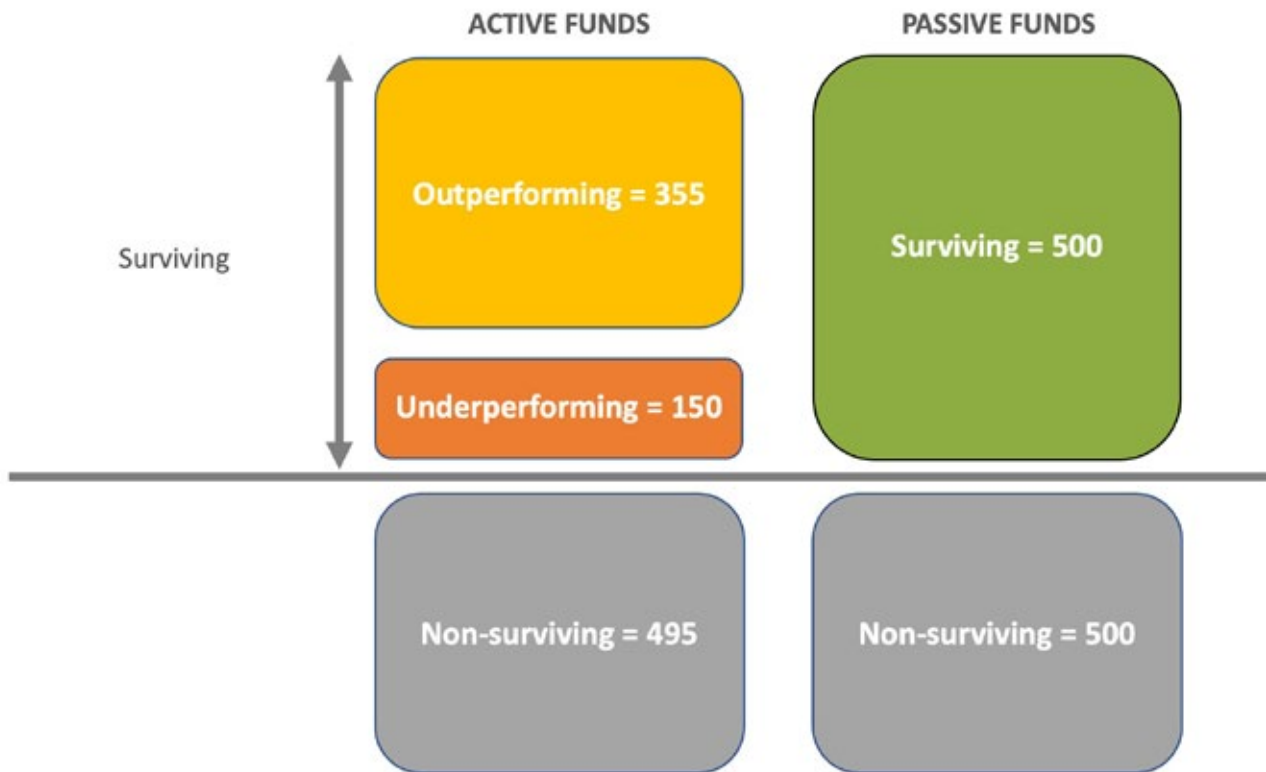 ACTIVE FUNDS
PASSIVE FUNDS
Outperforming = 355
Surviving = 500
Surviving
Underperforming = 150
Non-surviving = 495
Non-surviving = 500